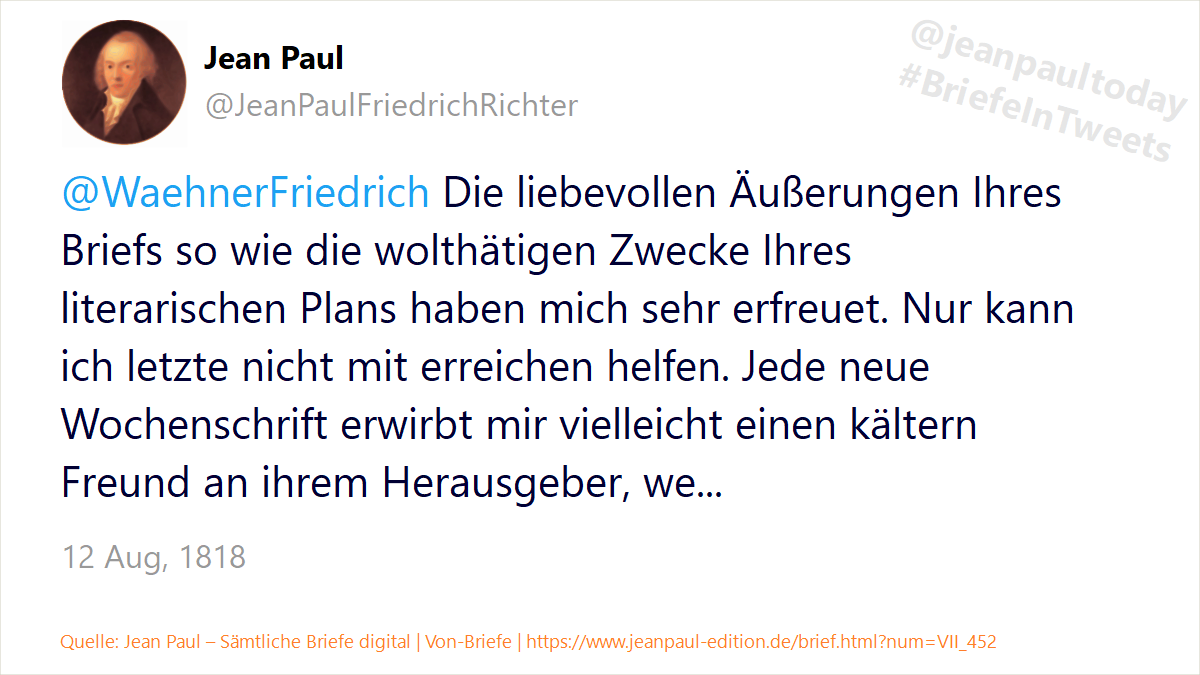 Jean Paul
@JeanPaulFriedrichRichter
@jeanpaultoday
#BriefeInTweets
@WaehnerFriedrich Die liebevollen Äußerungen Ihres
Briefs so wie die wolthätigen Zwecke Ihres
literarischen Plans haben mich sehr erfreuet. Nur kann
ich letzte nicht mit erreichen helfen. Jede neue
Wochenschrift erwirbt mir vielleicht einen kältern
Freund an ihrem Herausgeber, we...
12 Aug, 1818
Quelle: Jean Paul – Sämtliche Briefe digital | Von-Briefe | https://www.jeanpaul-edition.de/brief.html?num=VII_452